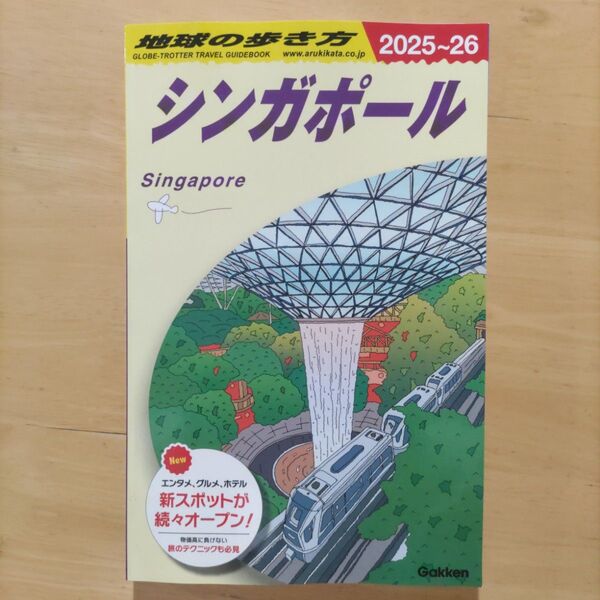 地球の歩き方
GLOBE-TROTTER TRAVEL GUIDEBOOK www.arukikata.co.jp
2025~26
シンガポール
Singapore
New
エンタメ、グルメ、ホテル
新スポットが
続々オープン!
物価高に負けない
旅のテクニックも必見
Gakken